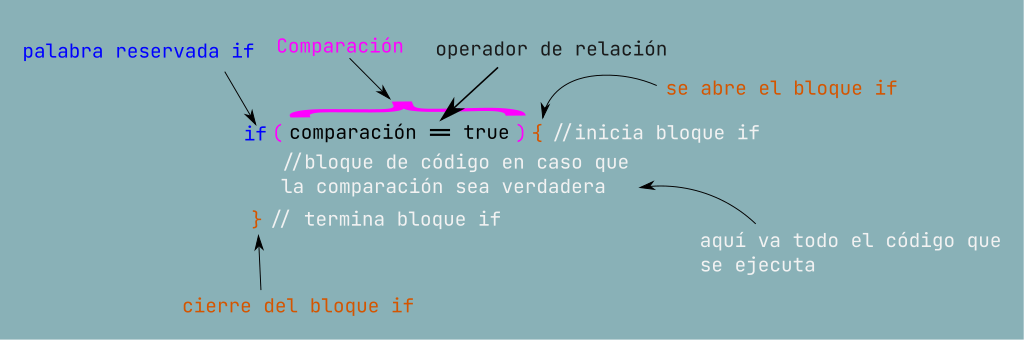 palabra reservada if
Comparación
operador de relación
se abre el bloque if
if(comparación == true){ //inicia bloque if
//bloque de código en caso que
la comparación sea verdadera
}// termina bloque if
aquí va todo el código que
se ejecuta
cierre del bloque if